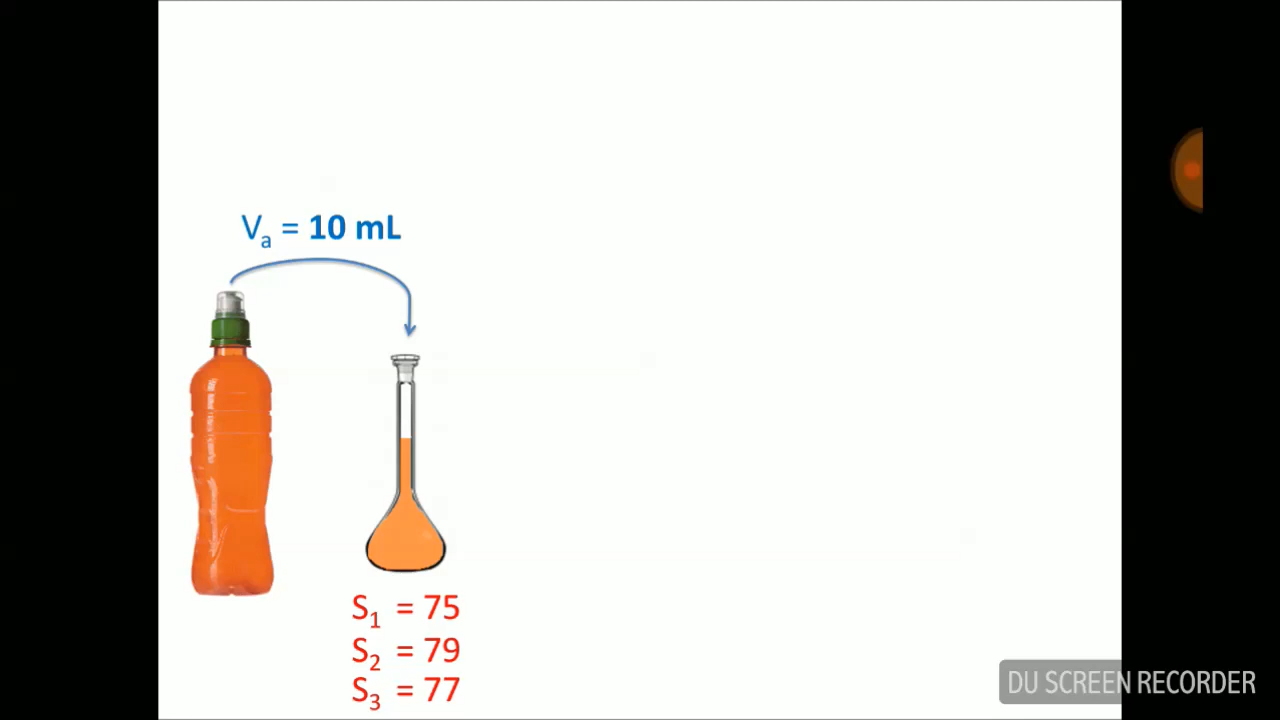 Vₐ = 10 mL
S₁ = 75
S₂ = 79
S₃ = 77
DU SCREEN RECORDER